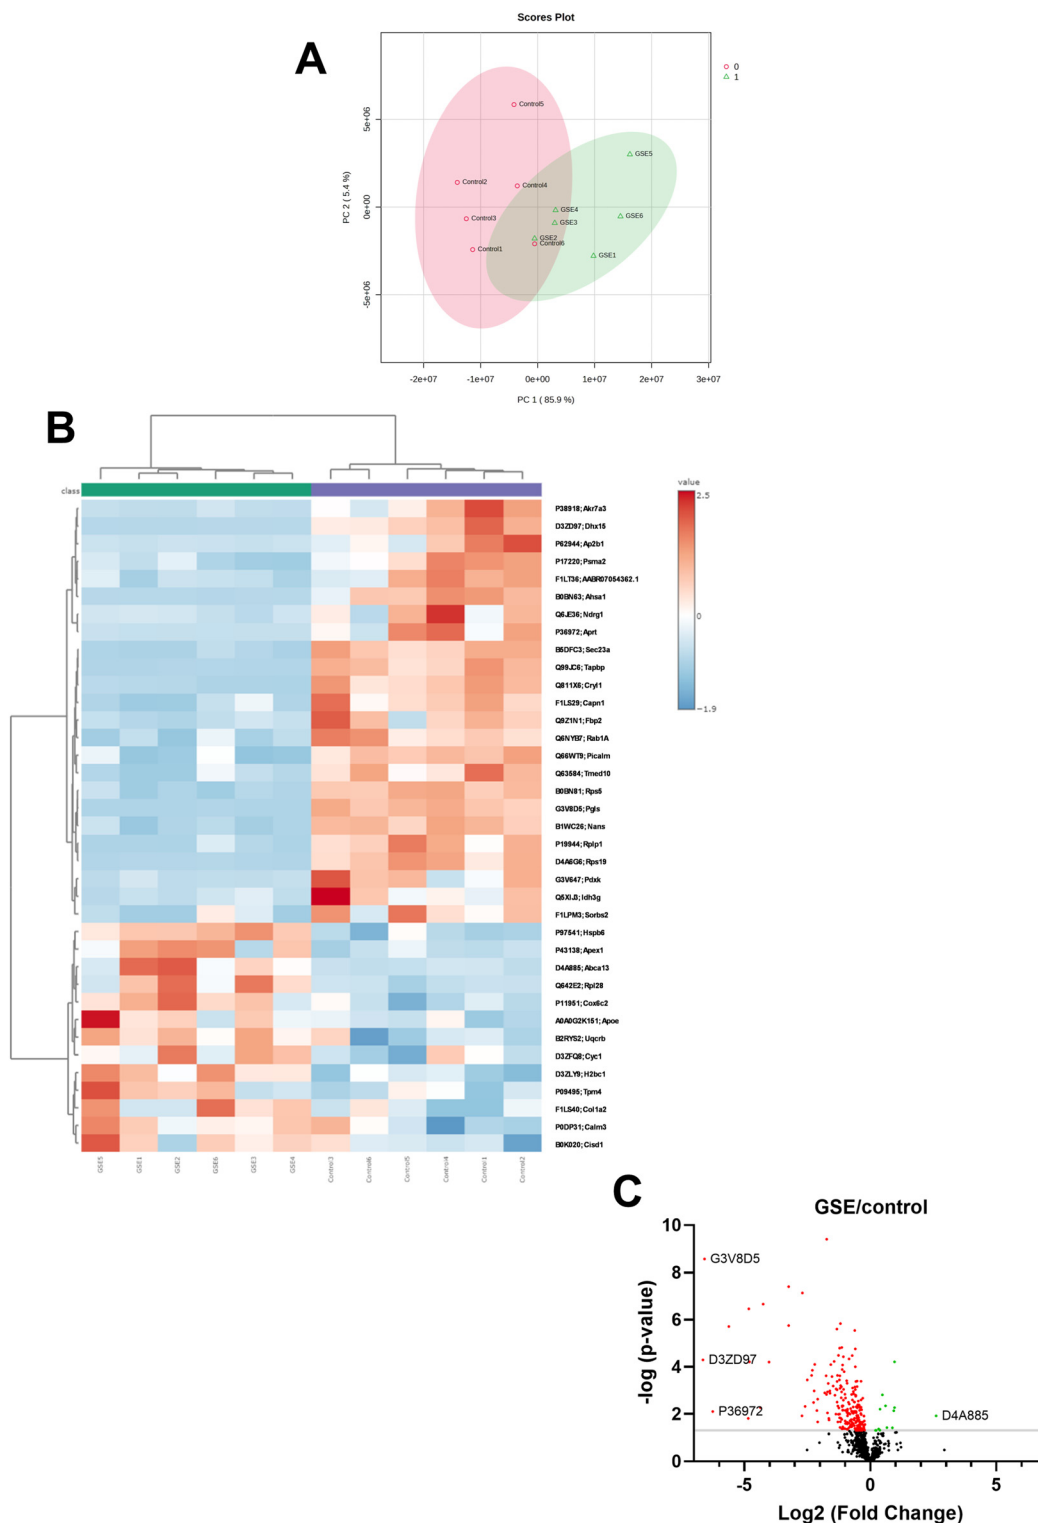 Scores Plot
A
0
1
Control5
GSE5
Control2
Control4
GSE4
Control3
GSE6
GSE3
GSE2
Control6
Control1
GSE1
PC 2 ( 5.4 %)
5e+06
0e+00
-5e+06
-2e+07 -1e+07 0e+00 1e+07 2e+07 3e+07
PC 1 ( 85.9 %)
B
class
value
2.5
0
−1.9
P38918; Akr7a3
D3ZD97; Dhx15
P62944; Ap2b1
P17220; Psma2
F1LT36; AABR07054362.1
B0BN63; Ahsa1
Q6JE36; Ndrg1
P36972; Aprt
B5DFC3; Sec23a
Q99JC6; Tapbp
Q811X6; Cryl1
F1LS29; Capn1
Q9Z1N1; Fbp2
Q6NYB7; Rab1A
Q66WT9; Picalm
Q63584; Tmed10
B0BN81; Rps5
G3V8D5; Pgls
B1WC26; Nans
P19944; Rplp1
D4A6G6; Rps19
G3V647; Pdxk
Q5XIJ3; Idh3g
F1LPM3; Sorbs2
P97541; Hspb6
P43138; Apex1
D4A885; Abca13
Q642E2; Rpl28
P11951; Cox6c2
A0A0G2K151; Apoe
B2RYS2; Uqcrb
D3ZFQ8; Cyc1
D3ZLY9; H2bc1
P09495; Tpm4
F1LS40; Col1a2
P0DP31; Calm3
B0K020; Cisd1
GSE5 GSE1 GSE2 GSE6 GSE3 GSE4 Control3 Control6 Control5 Control4 Control1 Control2
C
GSE/control
-log (p-value)
10
8
6
4
2
0
G3V8D5
D3ZD97
P36972
D4A885
-5 0 5
Log2 (Fold Change)